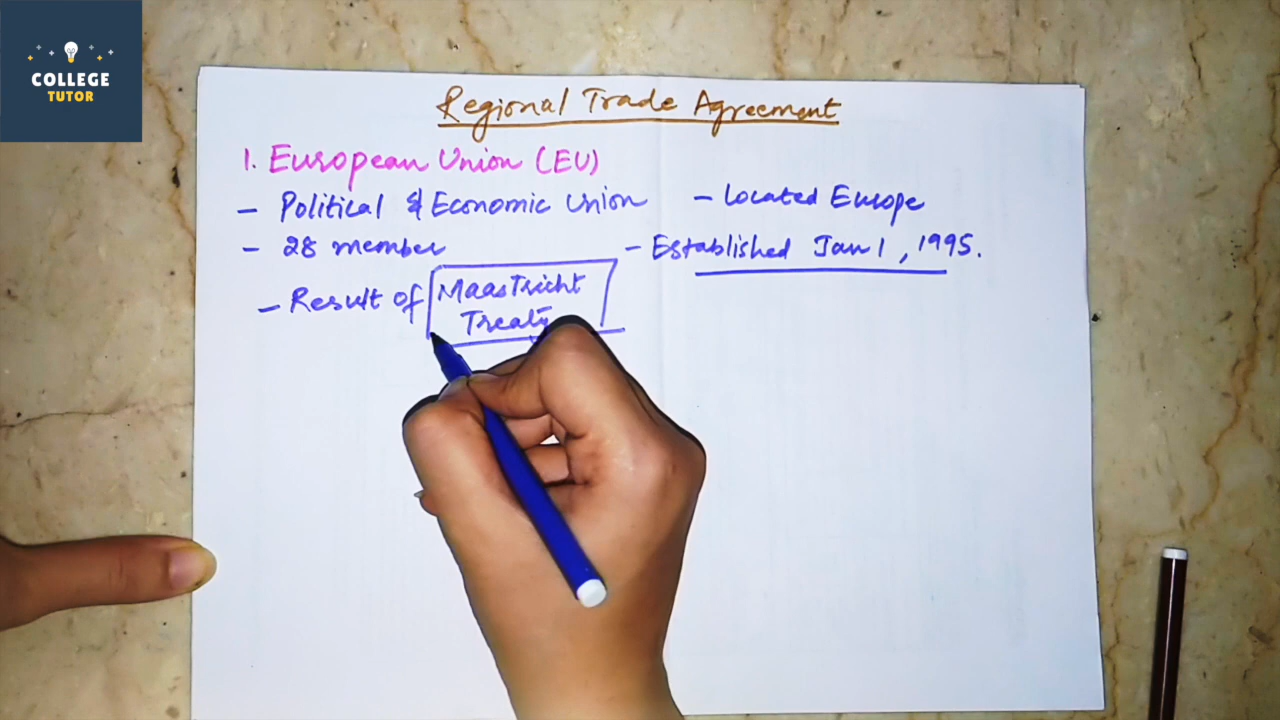 COLLEGE
TUTOR
Regional Trade Agreement
1. European Union (EU)
- Political & Economic Union - Located Europe
- 28 member - Established Jan 1, 1995.
- Result of Maastricht
Treaty